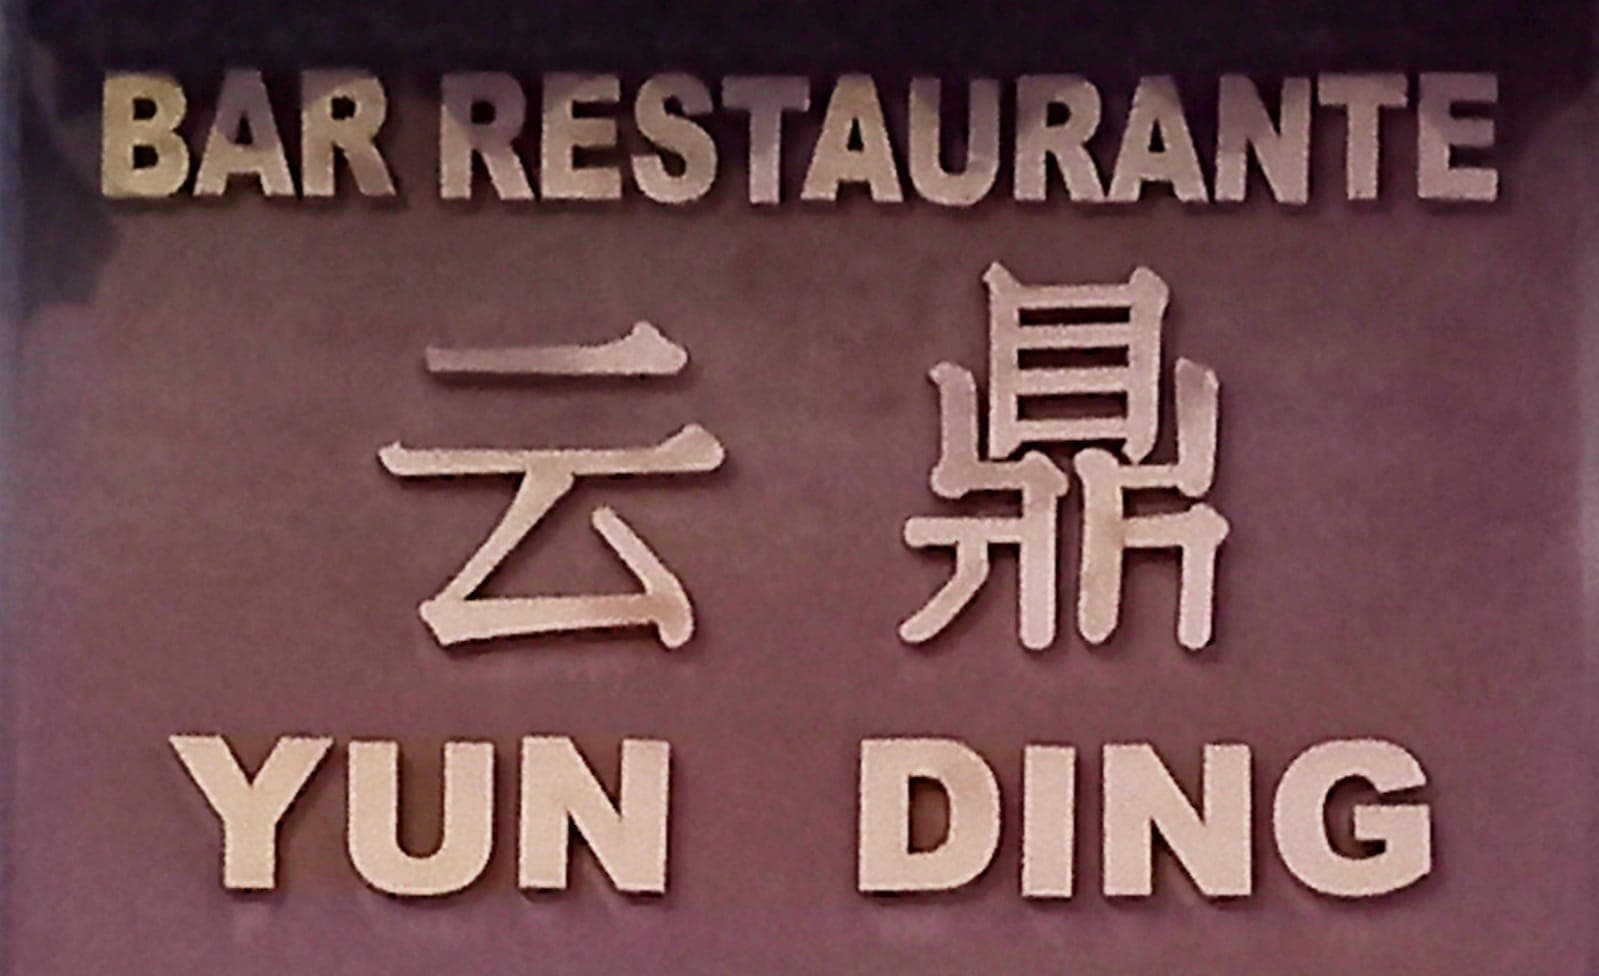 BAR RESTAURANTE
云 鼎
YUN DING